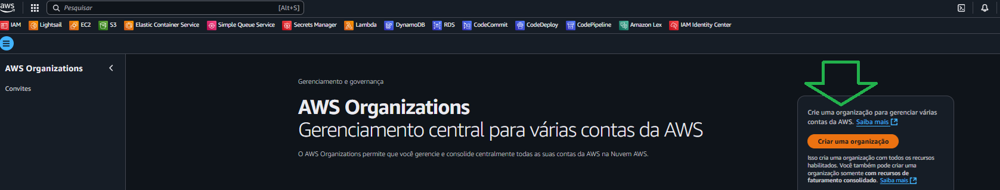 aws
Pesquisar [Alt+S]
IAM Lightsail EC2 S3 Elastic Container Service Simple Queue Service Secrets Manager Lambda DynamoDB RDS CodeCommit CodeDeploy CodePipeline Amazon Lex IAM Identity Center
AWS Organizations
Convites
Gerenciamento e governança
AWS Organizations
Gerenciamento central para várias contas da AWS
O AWS Organizations permite que você gerencie e consolide centralmente todas as suas contas da AWS na Nuvem AWS.
Crie uma organização para gerenciar várias
contas da AWS. Saiba mais
Criar uma organização
Isso cria uma organização com todos os recursos
habilitados. Você também pode criar uma
organização somente com recursos de
faturamento consolidado. Saiba mais